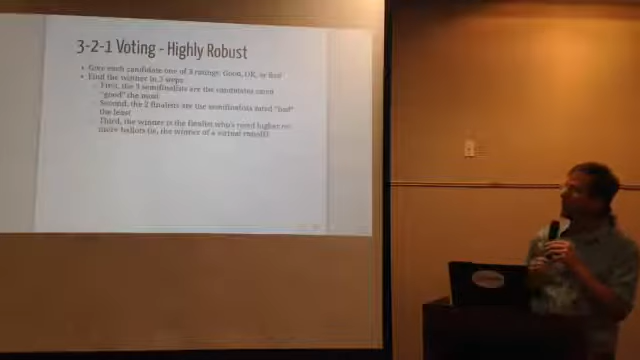 3-2-1 Voting - Highly Robust
• Give each candidate one of 3 ratings: Good, OK, or Bad
• Find the winner in 3 steps:
First, the 3 semifinalists are the candidates rated
"good" the most
Second, the 2 finalists are the semifinalists rated "bad"
the least
Third, the winner is the finalist who's rated higher on
more ballots (ie, the winner of a virtual runoff)